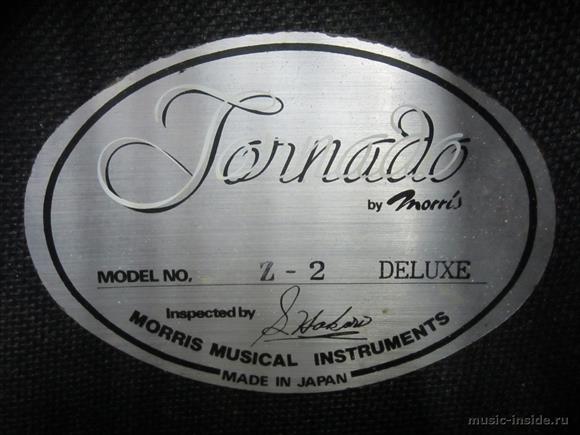 Tornado
by Morris
MODEL NO, Z-2 DELUXE
Inspected by
MORRIS MUSICAL INSTRUMENTS
MADE IN JAPAN
music-inside.ru